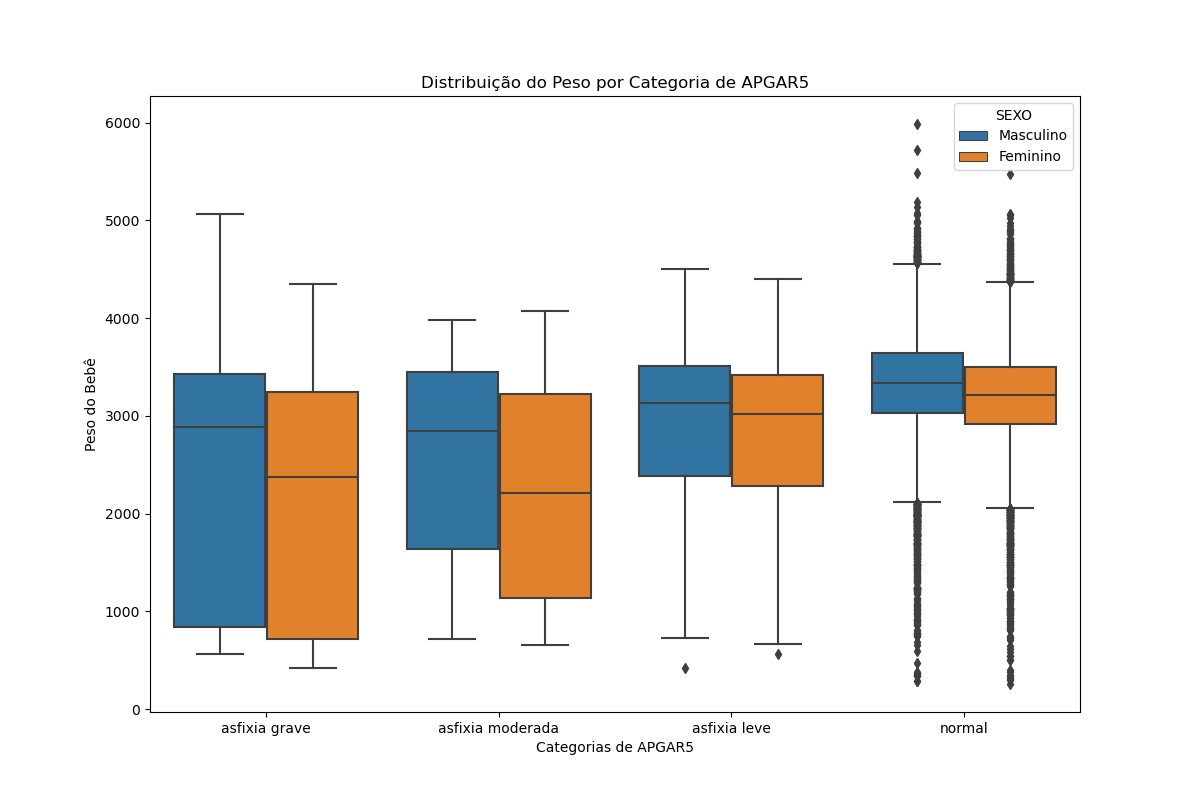 Distribuição do Peso por Categoria de APGAR5
SEXO
Masculino
Feminino
Peso do Bebê
6000
5000
4000
3000
2000
1000
0
asfixia grave
asfixia moderada
asfixia leve
normal
Categorias de APGAR5